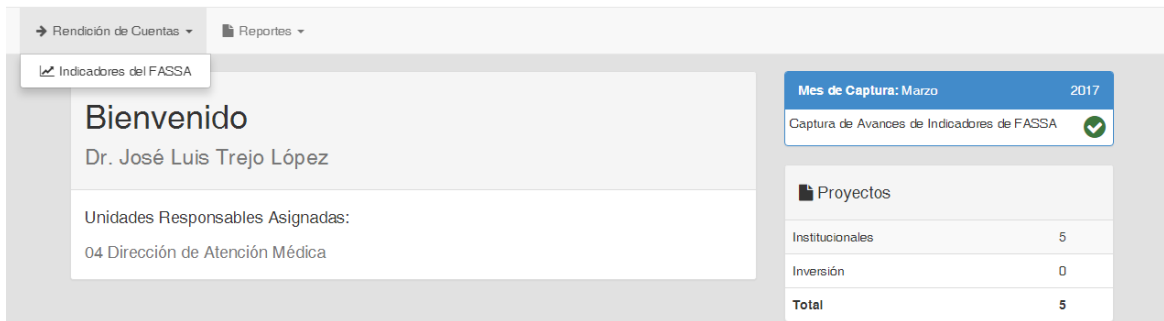 Rendición de Cuentas
Reportes
Indicadores del FASSA
Bienvenido
Dr. José Luis Trejo López
Unidades Responsables Asignadas:
04 Dirección de Atención Médica
Mes de Captura: Marzo 2017
Captura de Avances de Indicadores de FASSA
Proyectos
Institucionales 5
Inversión 0
Total 5